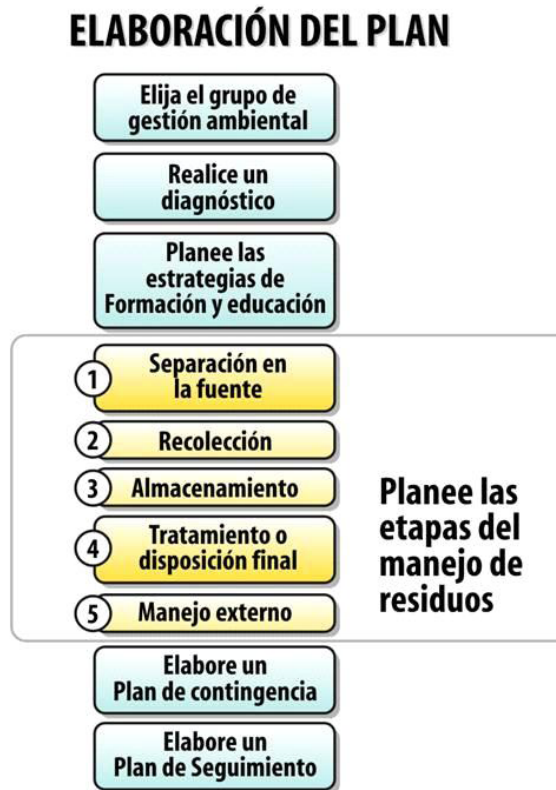 ELABORACIÓN DEL PLAN
Elija el grupo de
gestión ambiental
Realice un
diagnóstico
Planee las
estrategias de
Formación y educación
1
Separación en
la fuente
2
Recolección
3
Almacenamiento
4
Tratamiento o
disposición final
5
Manejo externo
Planee las
etapas del
manejo de
residuos
Elabore un
Plan de contingencia
Elabore un
Plan de Seguimiento